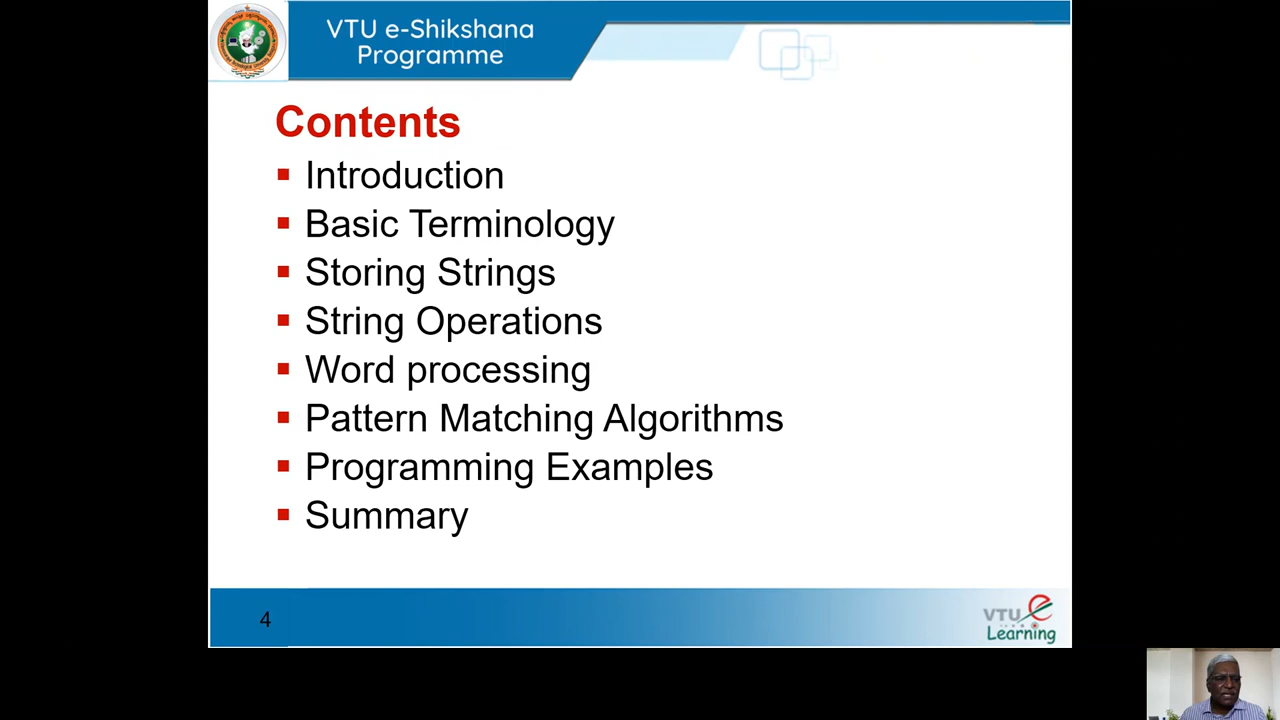 VTU e-Shikshana
Programme
Contents
Introduction
Basic Terminology
Storing Strings
String Operations
Word processing
Pattern Matching Algorithms
Programming Examples
Summary
4
VTU e
Learning